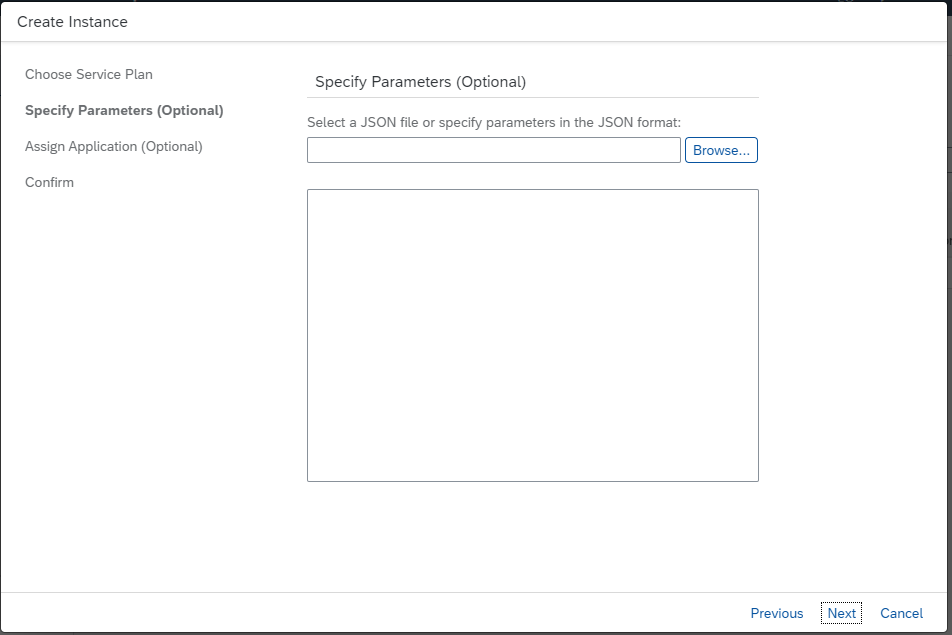 Create Instance
Choose Service Plan
Specify Parameters (Optional)
Assign Application (Optional)
Confirm
Specify Parameters (Optional)
Select a JSON file or specify parameters in the JSON format:
Browse...
Previous
Next
Cancel